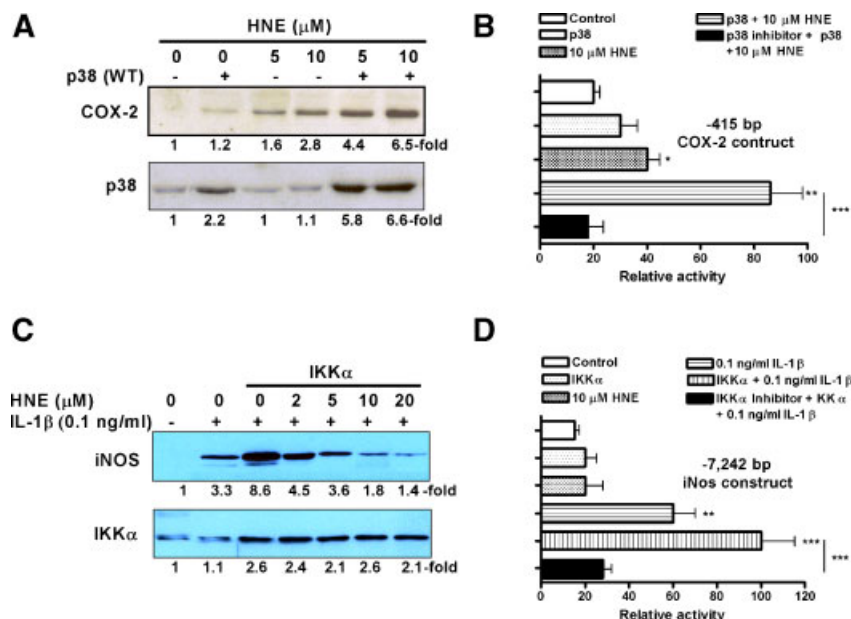 A
HNE (μM)
0 0 5 10 5 10
p38 (WT) - + - - + +
COX-2
1 1.2 1.6 2.8 4.4 6.5-fold
p38
1 2.2 1 1.1 5.8 6.6-fold
B
Control
p38
10 μM HNE
p38 + 10 μM HNE
p38 inhibitor + p38
+10 μM HNE
-415 bp
COX-2 contruct
*
**
***
0 20 40 60 80 100
Relative activity
C
IKKα
HNE (μM) 0 0 0 2 5 10 20
IL-1β (0.1 ng/ml) - + + + + + +
iNOS
1 3.3 8.6 4.5 3.6 1.8 1.4-fold
IKKα
1 1.1 2.6 2.4 2.1 2.6 2.1-fold
D
Control
IKKα
10 μM HNE
0.1 ng/ml IL-1β
IKKα + 0.1 ng/ml IL-1β
IKKα Inhibitor + KKα
+ 0.1 ng/ml IL-1β
-7,242 bp
iNos construct
**
***
***
0 20 40 60 80 100 120
Relative activity